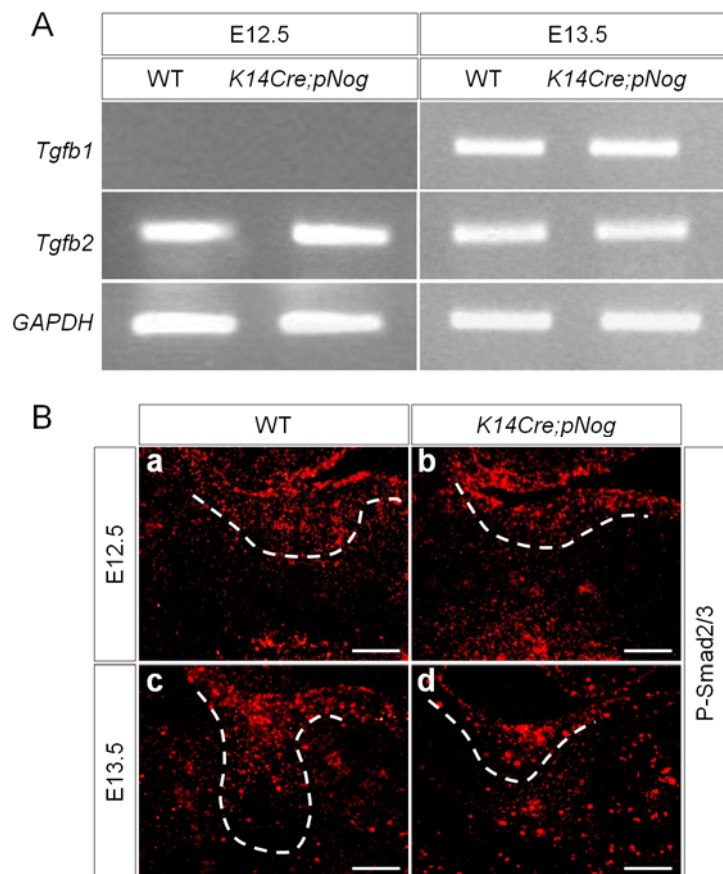 A
E12.5 E13.5
WT K14Cre;pNog WT K14Cre;pNog
Tgfb1
Tgfb2
GAPDH
B
WT K14Cre;pNog
a b
E12.5
c d
E13.5
P-Smad2/3